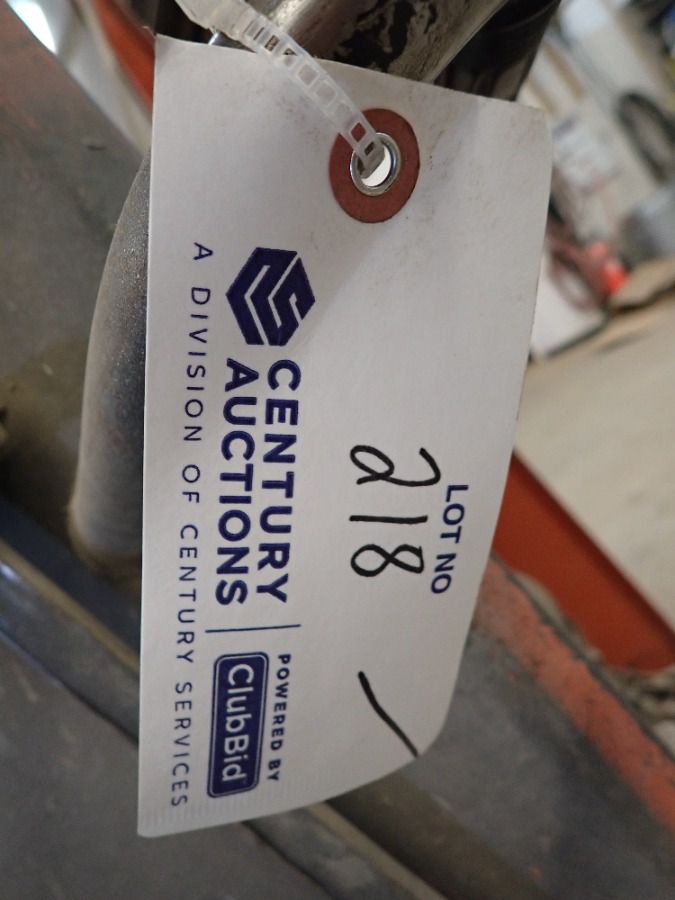 LOT NO
218
CENTURY
AUCTIONS
POWERED BY
ClubBid
A DIVISION OF CENTURY SERVICES